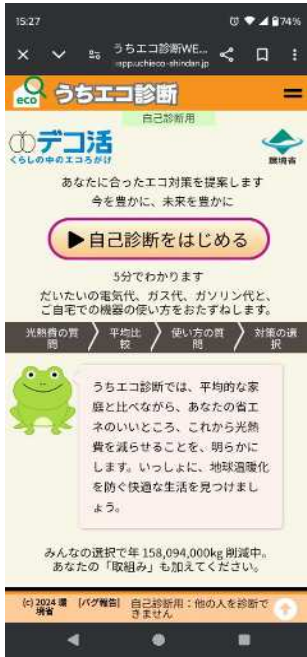 15:27
74%
うちエコ診断WE...
app.uchieco-shindan.jp
eco うちエコ診断
自己診断用
デコ活
くらしの中のエコろがけ
環境省
あなたに合ったエコ対策を提案します
今を豊かに、未来を豊かに
▶自己診断をはじめる
5分でわかります
だいたいの電気代、ガス代、ガソリン代と、
ご自宅での機器の使い方をおたずねします。
光熱費の質問
平均比較
使い方の質問
対策の選択
うちエコ診断では、平均的な家
庭と比べながら、あなたの省エ
ネのいいところ、これから光熱
費を減らせることを、明らかに
します。いっしょに、地球温暖化
を防ぐ快適な生活を見つけまし
ょう。
みんなの選択で年 158,094,000kg 削減中。
あなたの「取組み」も加えてください。
(c) 2024 環境省
[バグ報告]
自己診断用：他の人を診断で
きません